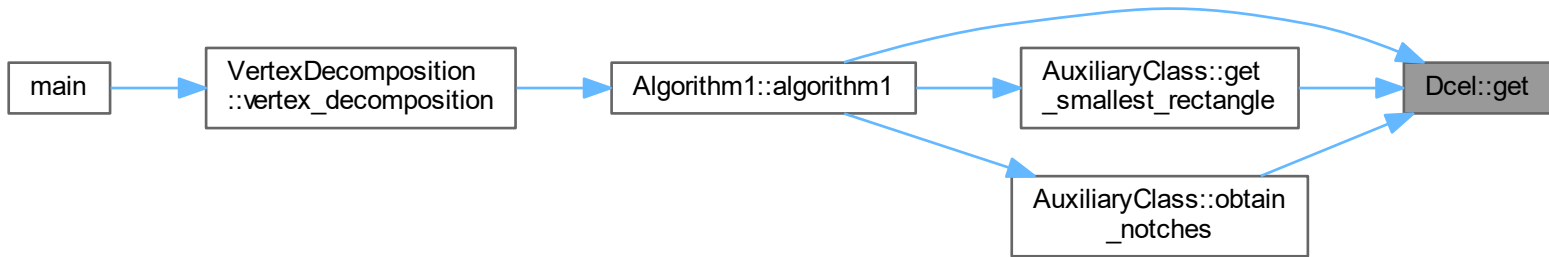 main
VertexDecomposition
::vertex_decomposition
Algorithm1::algorithm1
AuxiliaryClass::get
_smallest_rectangle
Dcel::get
AuxiliaryClass::obtain
_notches